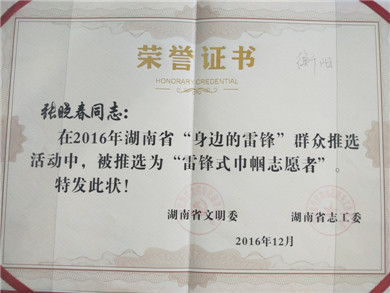 荣誉证书
HONORARY CREDENTIAL
张晓春同志：
在2016年湖南省“身边的雷锋”群众推选
活动中，被推选为“雷锋式巾帼志愿者”。
特发此状！
湖南省文明委 湖南省志工委
2016年12月